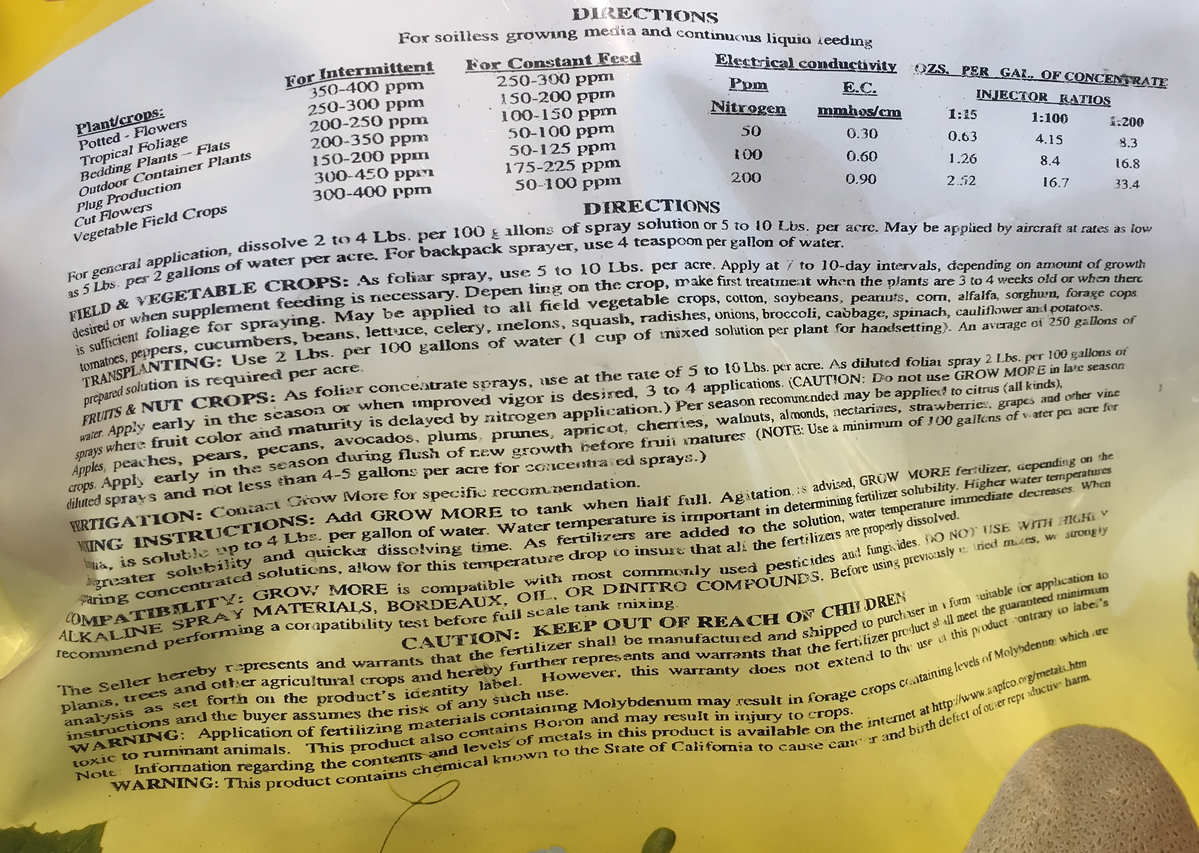 DIRECTIONS
For soilless growing media and continuous liquid feeding
Plant/crops: For Intermittent For Constant Feed Electrical conductivity OZS. PER GAL. OF CONCENTRATE
Potted - Flowers 350-400 ppm 250-300 ppm Ppm E.C. INJECTOR RATIOS
Tropical Foliage 250-300 ppm 150-200 ppm Nitrogen mmhos/cm 1:15 1:100 1:200
Bedding Plants – Flats 200-250 ppm 100-150 ppm 50 0.30 0.63 4.15 8.3
Outdoor Container Plants 200-350 ppm 50-100 ppm 100 0.60 1.26 8.4 16.8
Plug Production 150-200 ppm 50-125 ppm 200 0.90 2.52 16.7 33.4
Cut Flowers 300-450 ppm 175-225 ppm
Vegetable Field Crops 300-400 ppm 50-100 ppm
DIRECTIONS
For general application, dissolve 2 to 4 Lbs. per 100 gallons of spray solution or 5 to 10 Lbs. per acre. May be applied by aircraft at rates as low
as 5 Lbs. per 2 gallons of water per acre. For backpack sprayer, use 4 teaspoon per gallon of water.
FIELD & VEGETABLE CROPS: As foliar spray, use 5 to 10 Lbs. per acre. Apply at 7 to 10-day intervals, depending on amount of growth
desired or when supplement feeding is necessary. Depending on the crop, make first treatment when the plants are 3 to 4 weeks old or when there
is sufficient foliage for spraying. May be applied to all field vegetable crops, cotton, soybeans, peanuts, corn, alfalfa, sorghum, forage cops
tomatoes, peppers, cucumbers, beans, lettuce, celery, melons, squash, radishes, onions, broccoli, cabbage, spinach, cauliflower and potatoes.
TRANSPLANTING: Use 2 Lbs. per 100 gallons of water (1 cup of mixed solution per plant for handsetting). An average of 250 gallons of
prepared solution is required per acre.
FRUITS & NUT CROPS: As foliar concentrate sprays, use at the rate of 5 to 10 Lbs. per acre. As diluted foliar spray 2 Lbs. per 100 gallons of
water. Apply early in the season or when improved vigor is desired, 3 to 4 applications. (CAUTION: Do not use GROW MORE in late season
sprays where fruit color and maturity is delayed by nitrogen application.) Per season recommended may be applied to citrus (all kinds),
Apples, peaches, pears, pecans, avocados, plums, prunes, apricot, cherries, walnuts, almonds, nectarines, strawberries, grapes and other vine
crops. Apply early in the season during flush of new growth before fruit matures. (NOTE: Use a minimum of 100 gallons of water per acre for
diluted sprays and not less than 4-5 gallons per acre for concentrated sprays.)
FERTIGATION: Contact Grow More for specific recommendation.
MIXING INSTRUCTIONS: Add GROW MORE to tank when half full. Agitation is advised, GROW MORE fertilizer, depending on the
is soluble up to 4 Lbs. per gallon of water. Water temperature is important in determining fertilizer solubility. Higher water temperatures
greater solubility and quicker dissolving time. As fertilizers are added to the solution, water temperature immediate decreases. When
preparing concentrated solutions, allow for this temperature drop to insure that all the fertilizers are properly dissolved.
COMPATIBILITY: GROW MORE is compatible with most commonly used pesticides and fungicides. DO NOT USE WITH HIGHLY
ALKALINE SPRAY MATERIALS, BORDEAUX, OIL, OR DINITRO COMPOUNDS. Before using previously untried mixes, we strongly
recommend performing a compatibility test before full scale tank mixing.
CAUTION: KEEP OUT OF REACH OF CHILDREN
The Seller hereby represents and warrants that the fertilizer shall be manufactured and shipped to purchaser in a form suitable for application to
plants, trees and other agricultural crops and hereby further represents and warrants that the fertilizer product shall meet the guaranteed minimum
analysis as set forth on the product's identity label. However, this warranty does not extend to the use of this product contrary to label's
instructions and the buyer assumes the risk of any such use.
WARNING: Application of fertilizing materials containing Molybdenum may result in forage crops containing levels of Molybdenum which are
toxic to ruminant animals. This product also contains Boron and may result in injury to crops.
Note Information regarding the contents and levels of metals in this product is available on the internet at http://www.aapfco.org/metals.htm
WARNING: This product contains chemical known to the State of California to cause cancer and birth defect of other reproductive harm.